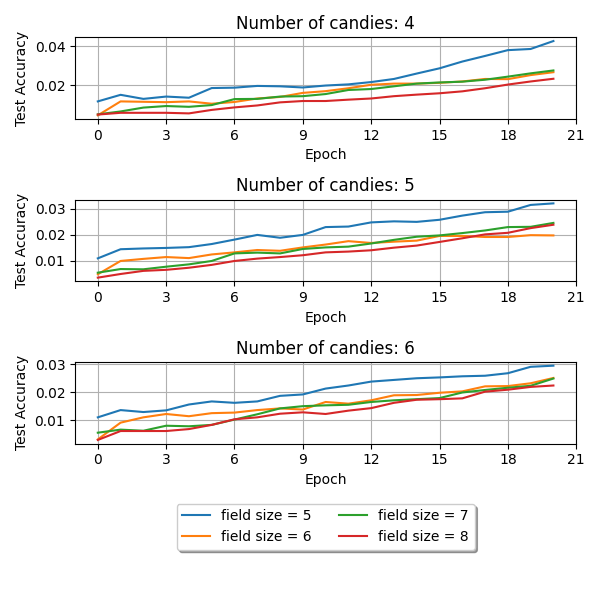 Number of candies: 4
Test Accuracy
0.04
0.02
0 3 6 9 12 15 18 21
Epoch
Number of candies: 5
Test Accuracy
0.03
0.02
0.01
0 3 6 9 12 15 18 21
Epoch
Number of candies: 6
Test Accuracy
0.03
0.02
0.01
0 3 6 9 12 15 18 21
Epoch
field size = 5 field size = 7
field size = 6 field size = 8